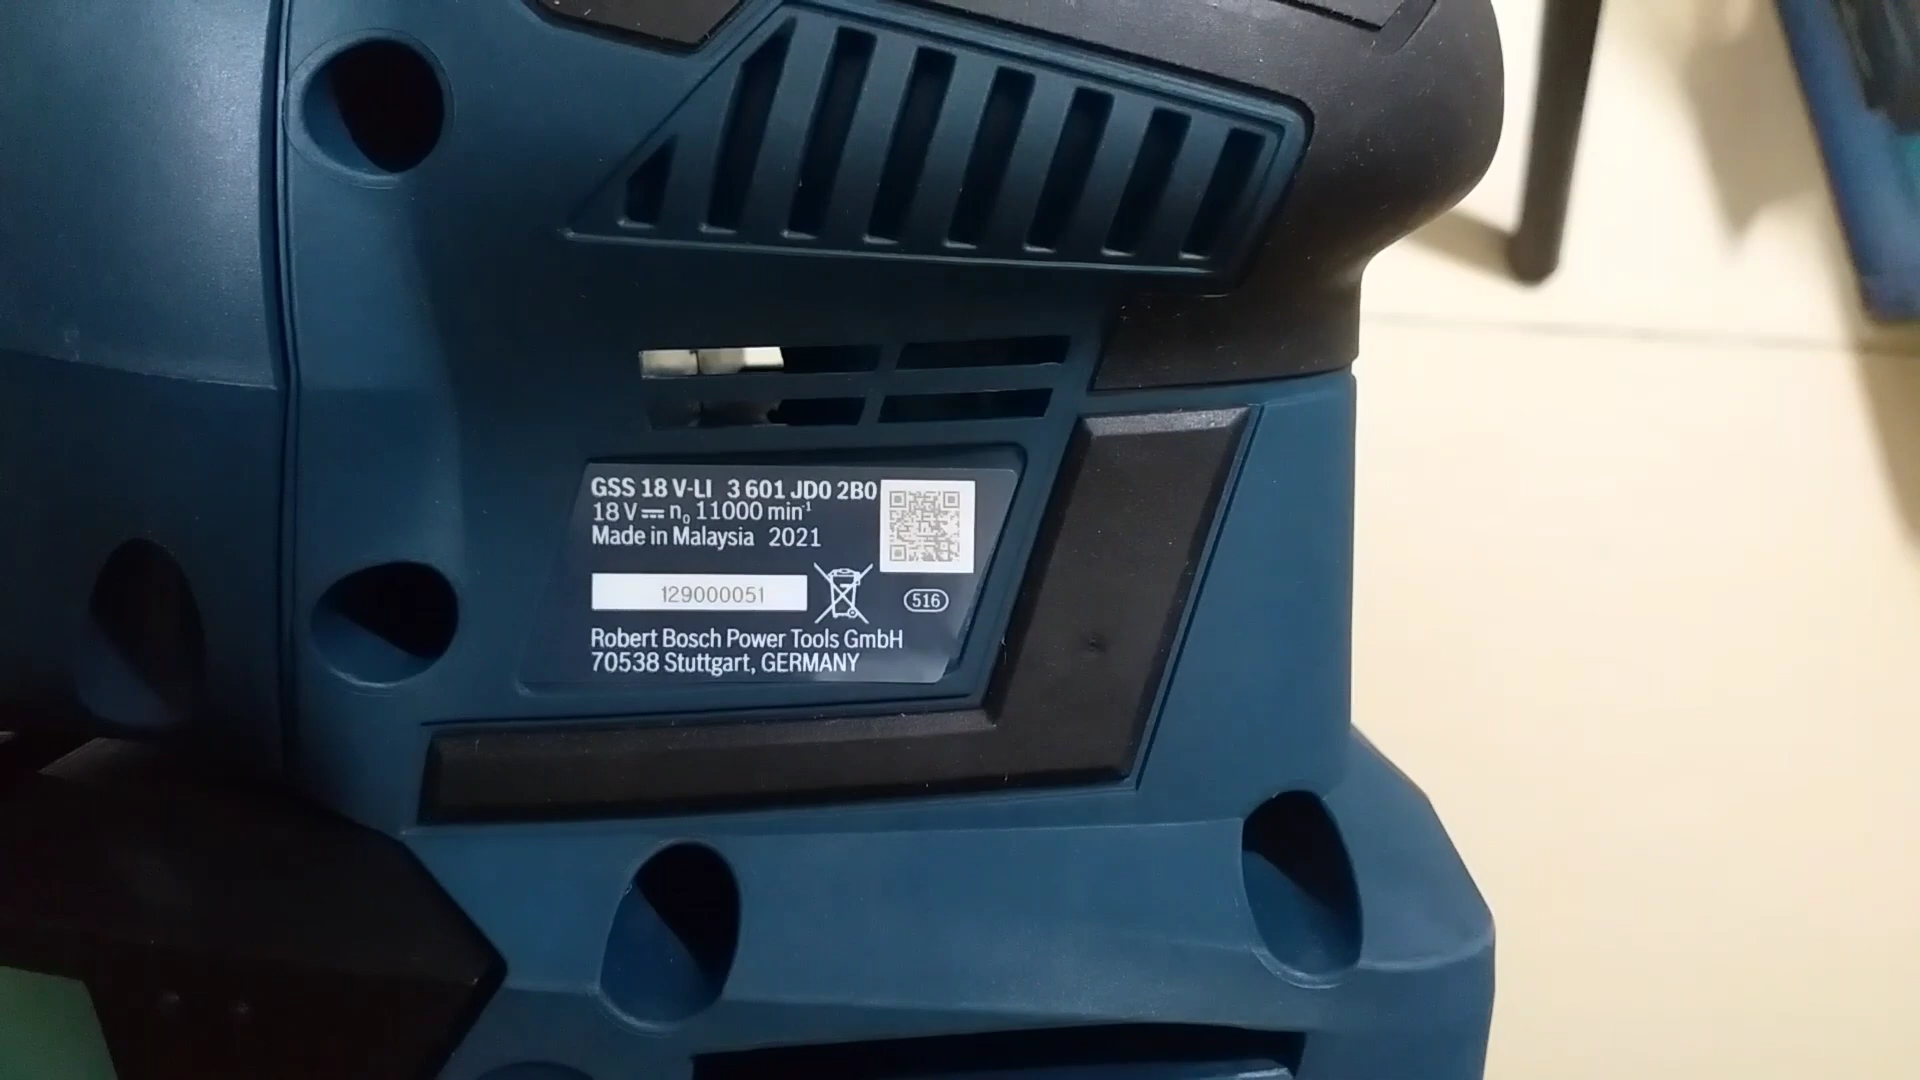 GSS 18 V-LI 3 601 JD0 2B0
18 V⎓ n₀ 11000 min⁻¹
Made in Malaysia 2021
129000051
516
Robert Bosch Power Tools GmbH
70538 Stuttgart, GERMANY